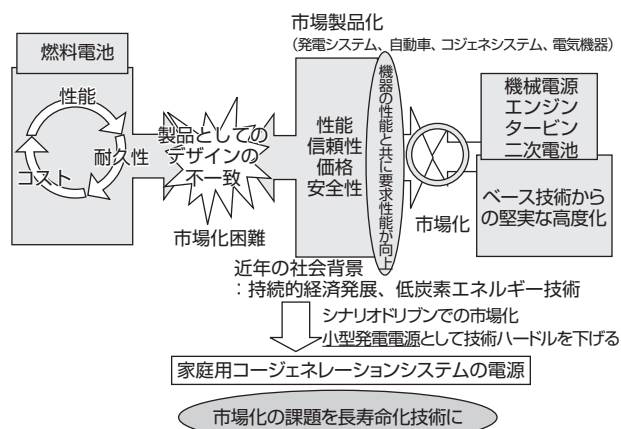 燃料電池
性能
耐久性
コスト
製品としての
デザインの
不一致
市場化困難
市場製品化
(発電システム、自動車、コジェネシステム、電気機器)
性能
信頼性
価格
安全性
機器の性能と共に要求性能が向上
市場化
機械電源
エンジン
タービン
二次電池
ベース技術から
の堅実な高度化
近年の社会背景
:持続的経済発展、低炭素エネルギー技術
シナリオドリブンでの市場化
小型発電電源として技術ハードルを下げる
家庭用コージェネレーションシステムの電源
市場化の課題を長寿命化技術に